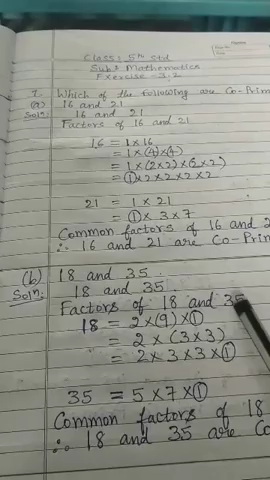 Class: 5th std
Sub: Mathematics
Exercise - 3.2
1. Which of the following are Co-Prim
(a) 16 and 21
Soln: 16 and 21
Factors of 16 and 21
16 = 1×16
= 1×(4)×(4)
= 1×(2×2)×(2×2)
= ①×2×2×2×2
21 = 1 × 21
= ① × 3 × 7
Common factors of 16 and 2
∴ 16 and 21 are Co-Prim
(b) 18 and 35
Soln. 18 and 35
Factors of 18 and 35
18 = 2×(9)×①
= 2×(3×3)
= 2×3×3×①
35 = 5×7×①
Common factors of 18
∴ 18 and 35 are Co